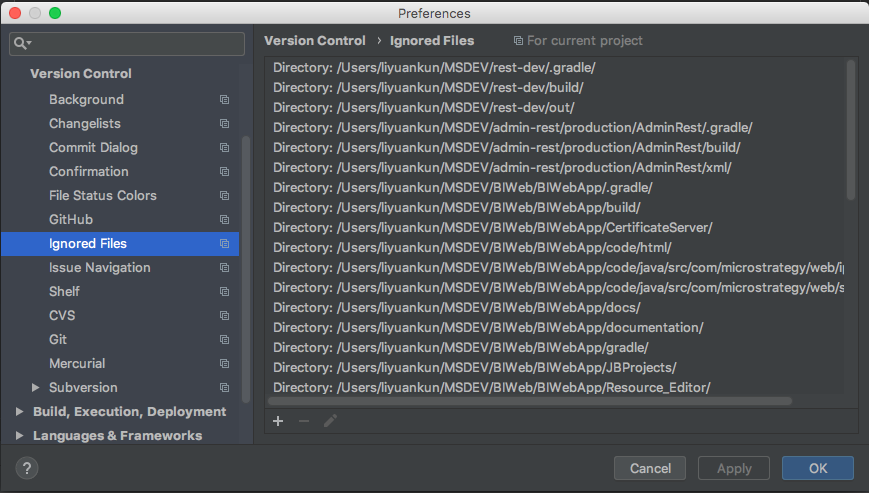 Preferences
Version Control › Ignored Files For current project
Version Control
Background
Changelists
Commit Dialog
Confirmation
File Status Colors
GitHub
Ignored Files
Issue Navigation
Shelf
CVS
Git
Mercurial
Subversion
Build, Execution, Deployment
Languages & Frameworks
Directory: /Users/liyuankun/MSDEV/rest-dev/.gradle/
Directory: /Users/liyuankun/MSDEV/rest-dev/build/
Directory: /Users/liyuankun/MSDEV/rest-dev/out/
Directory: /Users/liyuankun/MSDEV/admin-rest/production/AdminRest/.gradle/
Directory: /Users/liyuankun/MSDEV/admin-rest/production/AdminRest/build/
Directory: /Users/liyuankun/MSDEV/admin-rest/production/AdminRest/xml/
Directory: /Users/liyuankun/MSDEV/BIWeb/BIWebApp/.gradle/
Directory: /Users/liyuankun/MSDEV/BIWeb/BIWebApp/build/
Directory: /Users/liyuankun/MSDEV/BIWeb/BIWebApp/CertificateServer/
Directory: /Users/liyuankun/MSDEV/BIWeb/BIWebApp/code/html/
Directory: /Users/liyuankun/MSDEV/BIWeb/BIWebApp/code/java/src/com/microstrategy/web/
Directory: /Users/liyuankun/MSDEV/BIWeb/BIWebApp/code/java/src/com/microstrategy/web/s
Directory: /Users/liyuankun/MSDEV/BIWeb/BIWebApp/docs/
Directory: /Users/liyuankun/MSDEV/BIWeb/BIWebApp/documentation/
Directory: /Users/liyuankun/MSDEV/BIWeb/BIWebApp/gradle/
Directory: /Users/liyuankun/MSDEV/BIWeb/BIWebApp/JBProjects/
Directory: /Users/liyuankun/MSDEV/BIWeb/BIWebApp/Resource_Editor/
?
Cancel
Apply
OK